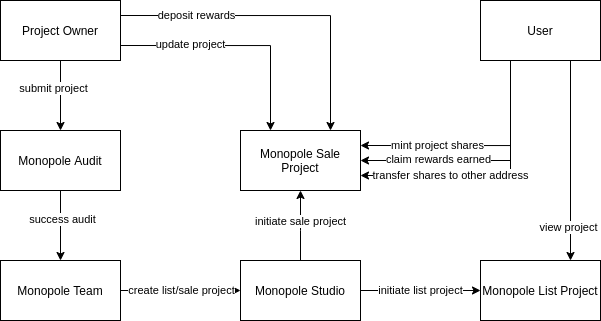 Project Owner
deposit rewards
User
update project
submit project
Monopole Audit
Monopole Sale
Project
mint project shares
claim rewards earned
transfer shares to other address
success audit
initiate sale project
view project
Monopole Team
create list/sale project
Monopole Studio
initiate list project
Monopole List Project